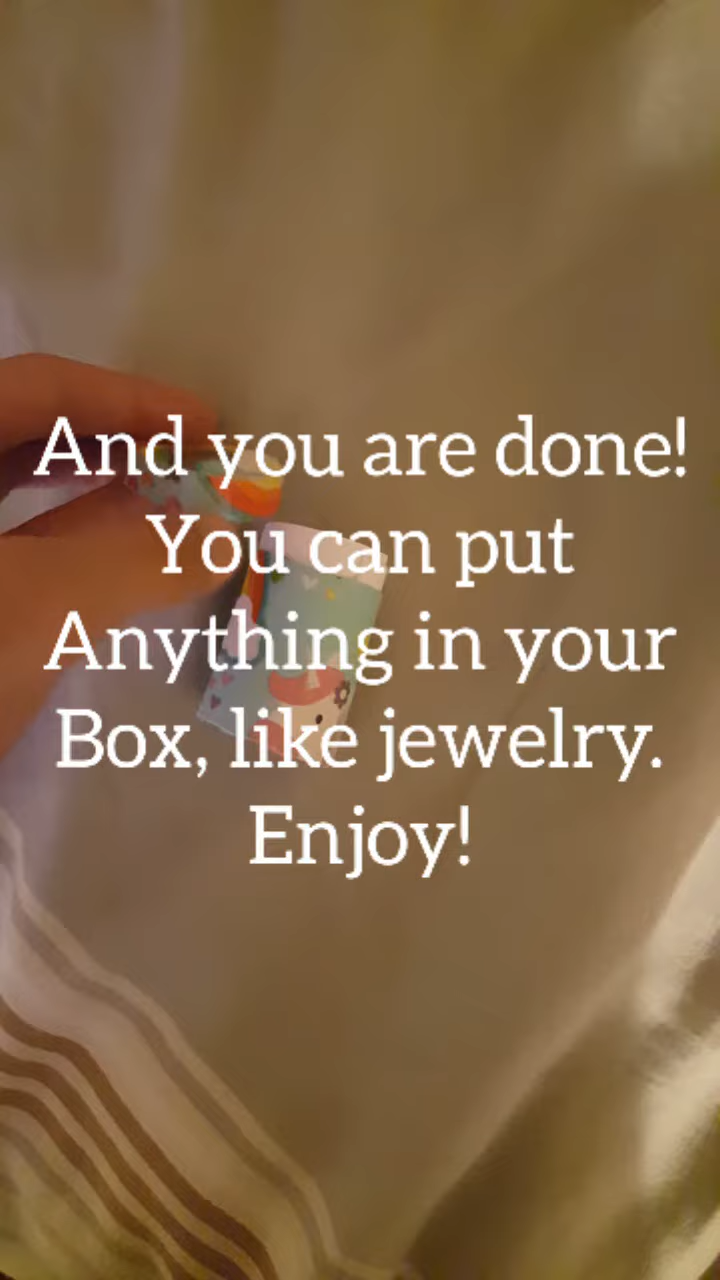 And you are done!
You can put
Anything in your
Box, like jewelry.
Enjoy!